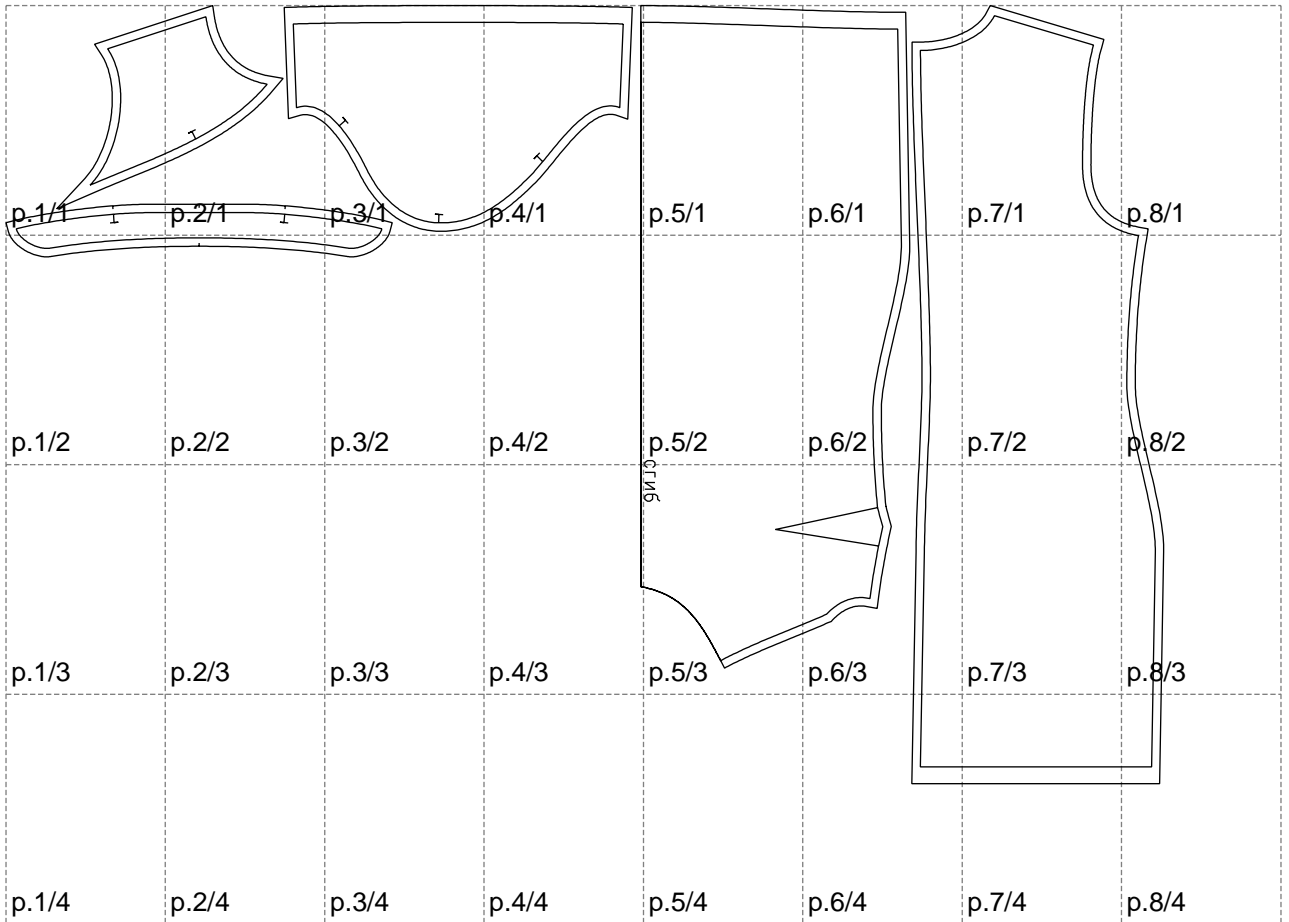 p.1/1 p.2/1 p.3/1 p.4/1 p.5/1 p.6/1 p.7/1 p.8/1
p.1/2 p.2/2 p.3/2 p.4/2 p.5/2 p.6/2 p.7/2 p.8/2
сгиб
p.1/3 p.2/3 p.3/3 p.4/3 p.5/3 p.6/3 p.7/3 p.8/3
p.1/4 p.2/4 p.3/4 p.4/4 p.5/4 p.6/4 p.7/4 p.8/4